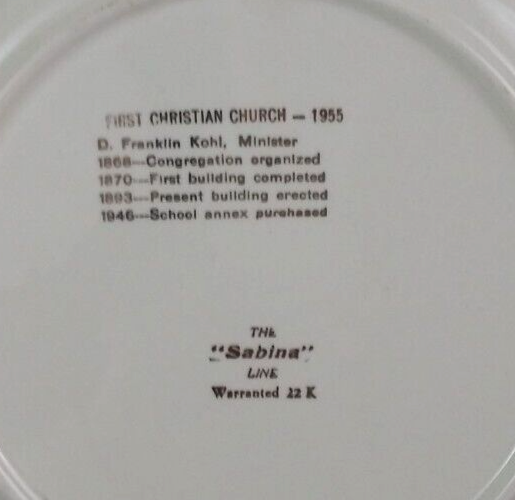 FIRST CHRISTIAN CHURCH — 1955
D. Franklin Kohl, Minister
1868—Congregation organized
1870—First building completed
1893—Present building erected
1946—School annex purchased
THE
"Sabina"
LINE
Warranted 22 K